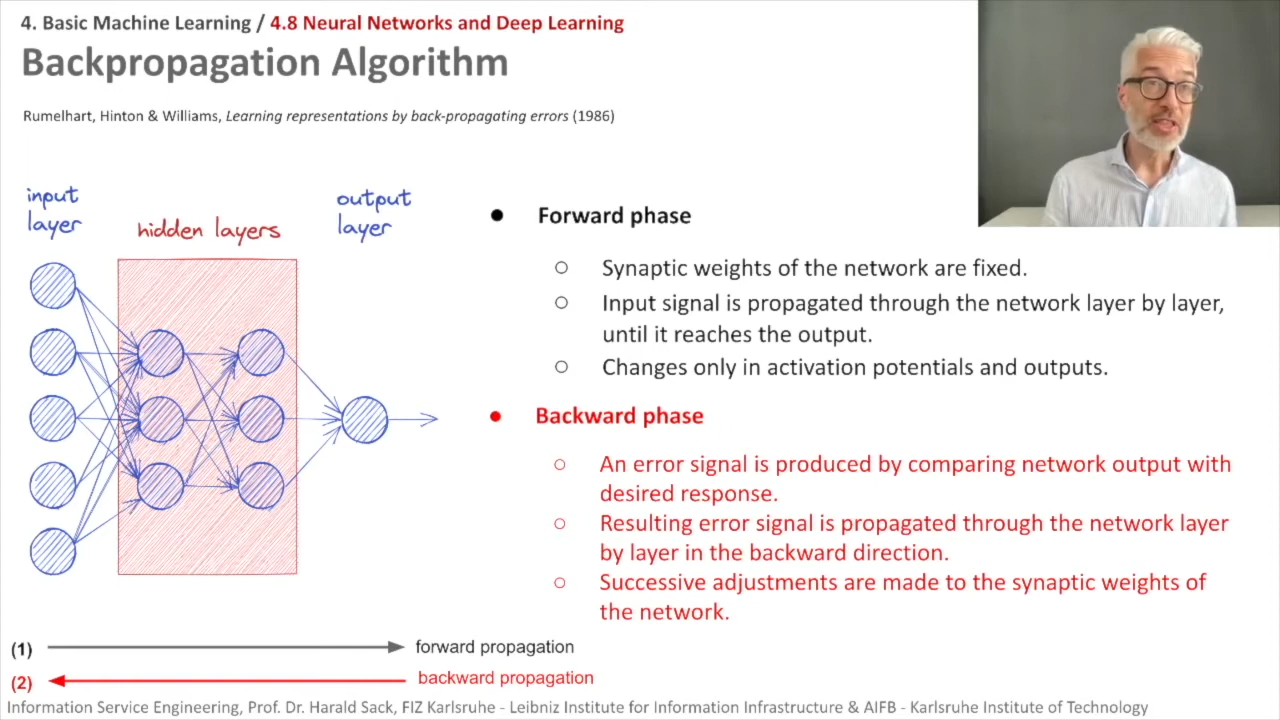 4. Basic Machine Learning / 4.8 Neural Networks and Deep Learning
Backpropagation Algorithm
Rumelhart, Hinton & Williams, Learning representations by back-propagating errors (1986)
input
layer
hidden layers
output
layer
● Forward phase
○ Synaptic weights of the network are fixed.
○ Input signal is propagated through the network layer by layer,
until it reaches the output.
○ Changes only in activation potentials and outputs.
● Backward phase
○ An error signal is produced by comparing network output with
desired response.
○ Resulting error signal is propagated through the network layer
by layer in the backward direction.
○ Successive adjustments are made to the synaptic weights of
the network.
(1) forward propagation
(2) backward propagation
Information Service Engineering, Prof. Dr. Harald Sack, FIZ Karlsruhe - Leibniz Institute for Information Infrastructure & AIFB - Karlsruhe Institute of Technology